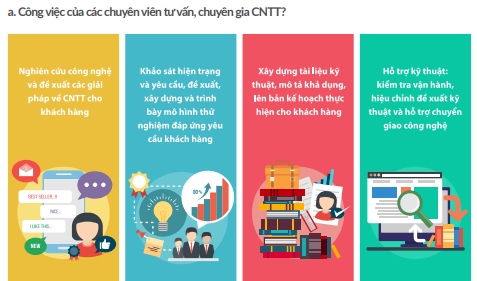 a. Công việc của các chuyên viên tư vấn, chuyên gia CNTT?
Nghiên cứu công nghệ
và đề xuất các giải
pháp về CNTT cho
khách hàng
Khảo sát hiện trạng
và yêu cầu, đề xuất,
xây dựng và trình
bày mô hình thử
nghiệm đáp ứng yêu
cầu khách hàng
Xây dựng tài liệu kỹ
thuật, mô tả khả dụng,
lên bản kế hoạch thực
hiện cho khách hàng
Hỗ trợ kỹ thuật:
kiểm tra vận hành,
hiệu chỉnh đề xuất kỹ
thuật và hỗ trợ chuyển
giao công nghệ
BEST SELLER
NICE...
I LIKE THIS...
NEW
80%